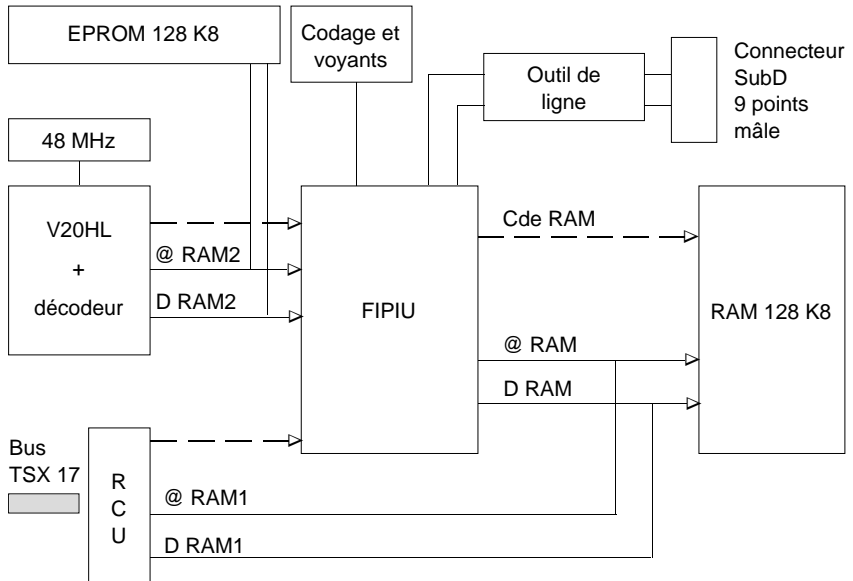 EPROM 128 K8
Codage et
voyants
Outil de
ligne
Connecteur
SubD
9 points
mâle
48 MHz
V20HL
+
décodeur
@ RAM2
D RAM2
FIPIU
Cde RAM
@ RAM
D RAM
RAM 128 K8
Bus
TSX 17
R
C
U
@ RAM1
D RAM1